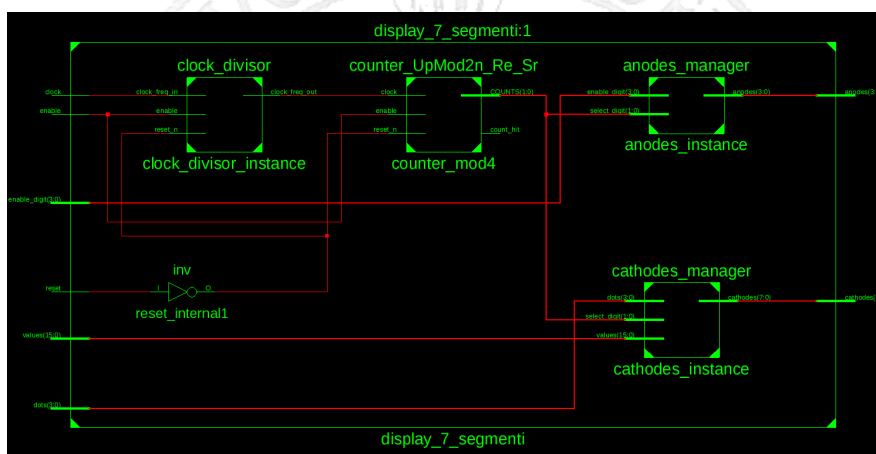 display_7_segmenti:1
clock_divisor
counter_UpMod2n_Re_Sr
anodes_manager
clock
clock_freq_in
clock_freq_out
clock
COUNTS(1:0)
enable_digit(3:0)
anodes(3:0)
anodes(3
enable
enable
enable
select_digit(1:0)
reset_n
reset_n
count_hit
clock_divisor_instance
counter_mod4
anodes_instance
enable_digit(3:0)
inv
cathodes_manager
reset
I
O
dots(3:0)
cathodes(7:0)
cathodes(
reset_internal1
select_digit(1:0)
values(15:0)
values(15:0)
cathodes_instance
dots(3:0)
display_7_segmenti